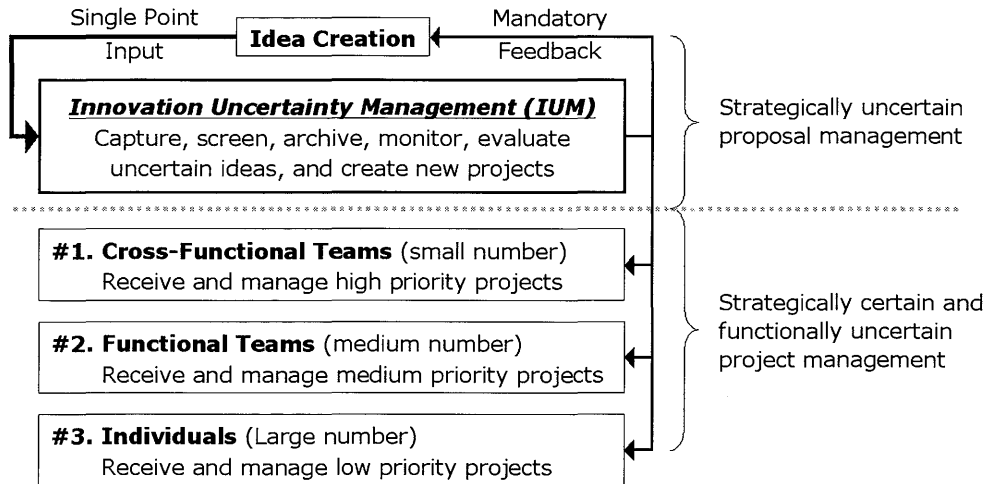 Single Point
Input
Idea Creation
Mandatory
Feedback
Innovation Uncertainty Management (IUM)
Capture, screen, archive, monitor, evaluate
uncertain ideas, and create new projects
Strategically uncertain
proposal management
#1. Cross-Functional Teams (small number)
Receive and manage high priority projects
#2. Functional Teams (medium number)
Receive and manage medium priority projects
#3. Individuals (Large number)
Receive and manage low priority projects
Strategically certain and
functionally uncertain
project management